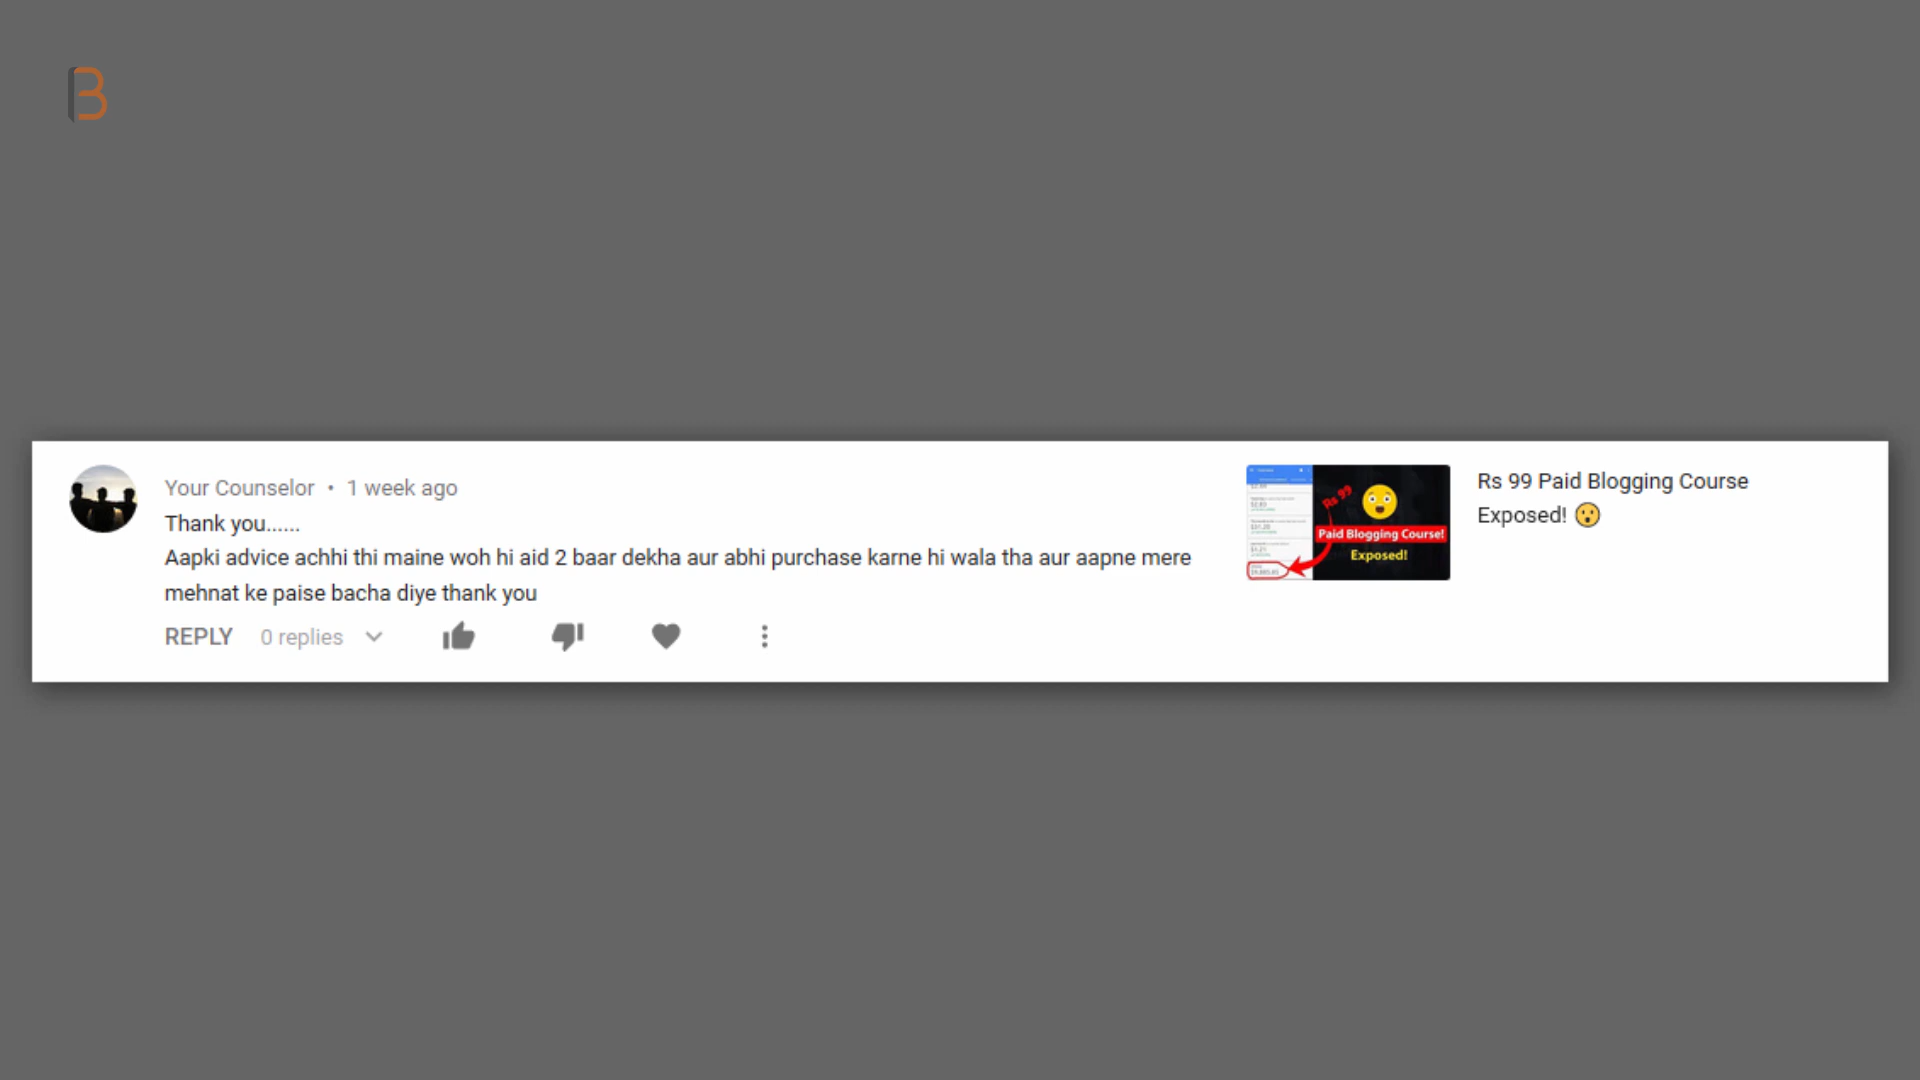 B
Your Counselor • 1 week ago
Thank you......
Aapki advice achhi thi maine woh hi aid 2 baar dekha aur abhi purchase karne hi wala tha aur aapne mere
mehnat ke paise bacha diye thank you
REPLY 0 replies
Rs 99
Paid Blogging Course!
Exposed!
Rs 99 Paid Blogging Course
Exposed! 😮